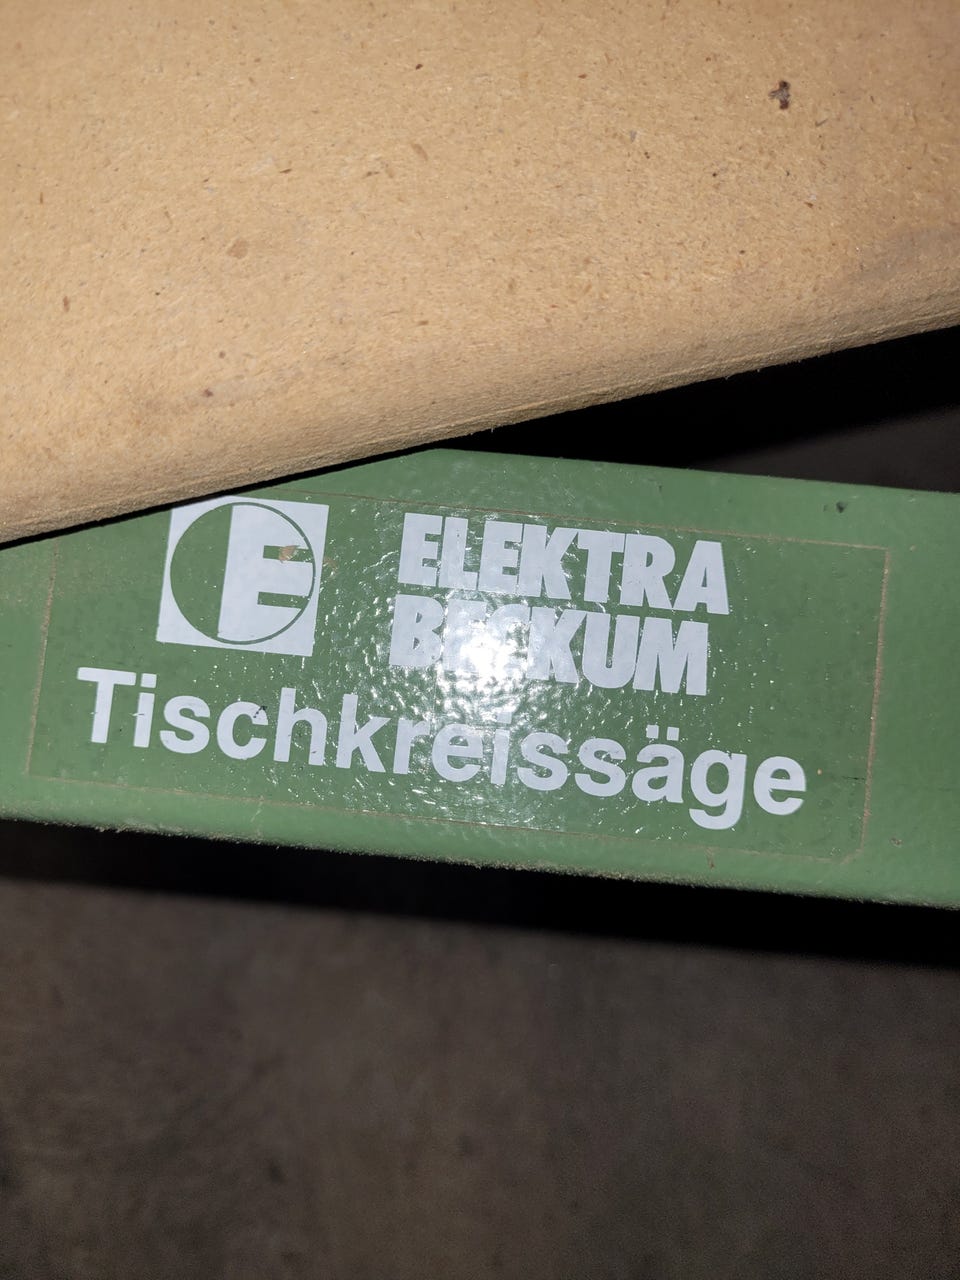 E
ELEKTRA
BECKUM
Tischkreissäge